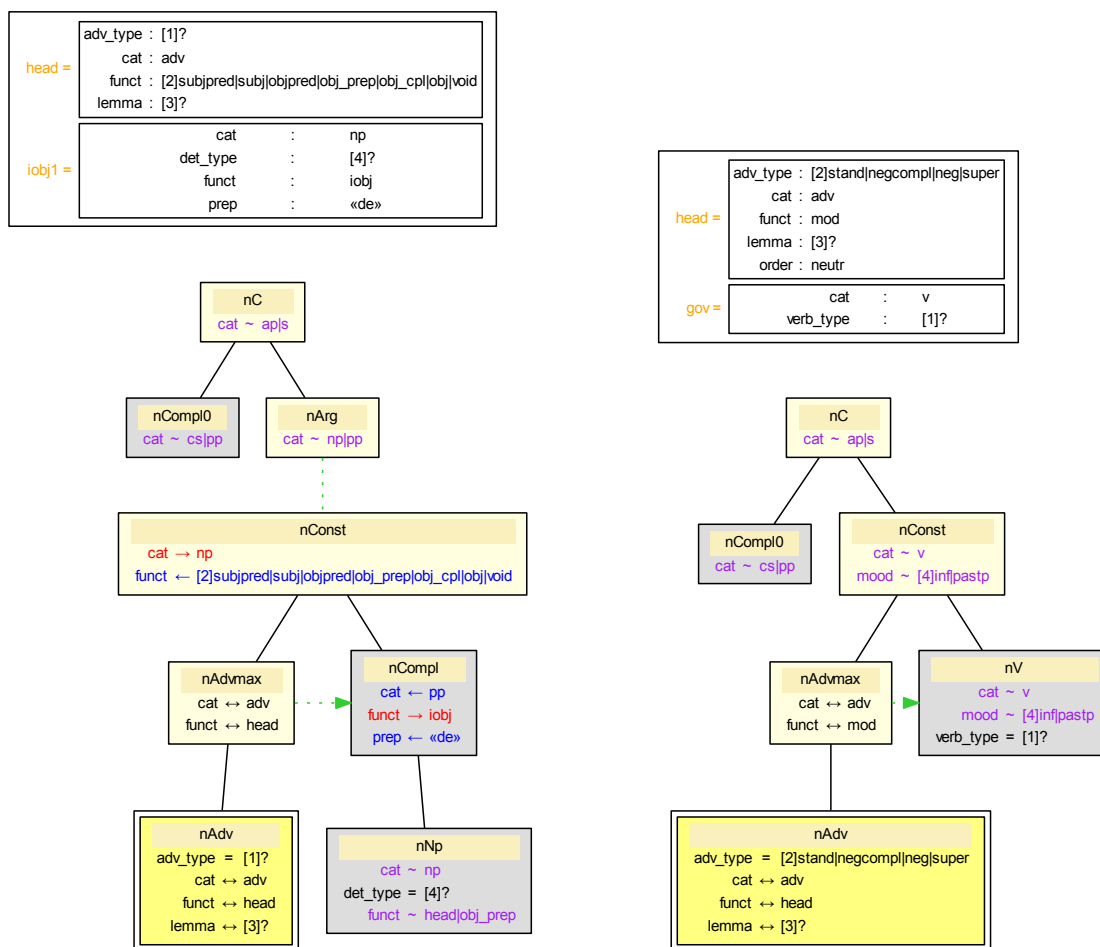 head =
adv_type : [1]?
cat : adv
funct : [2]subjpred|subj|objpred|obj_prep|obj_cpl|obj|void
lemma : [3]?
iobj1 =
cat : np
det_type : [4]?
funct : iobj
prep : «de»
nC
cat ~ ap|s
nCompl0
cat ~ cs|pp
nArg
cat ~ np|pp
nConst
cat → np
funct ← [2]subjpred|subj|objpred|obj_prep|obj_cpl|obj|void
nAdvmax
cat ↔ adv
funct ↔ head
nCompl
cat ← pp
funct → iobj
prep ← «de»
nAdv
adv_type = [1]?
cat ↔ adv
funct ↔ head
lemma ↔ [3]?
nNp
cat ~ np
det_type = [4]?
funct ~ head|obj_prep
head =
adv_type : [2]stand|negcompl|neg|super
cat : adv
funct : mod
lemma : [3]?
order : neutr
gov =
cat : v
verb_type : [1]?
nC
cat ~ ap|s
nCompl0
cat ~ cs|pp
nConst
cat ~ v
mood ~ [4]inf|pastp
nAdvmax
cat ↔ adv
funct ↔ mod
nV
cat ~ v
mood ~ [4]inf|pastp
verb_type = [1]?
nAdv
adv_type = [2]stand|negcompl|neg|super
cat ↔ adv
funct ↔ head
lemma ↔ [3]?